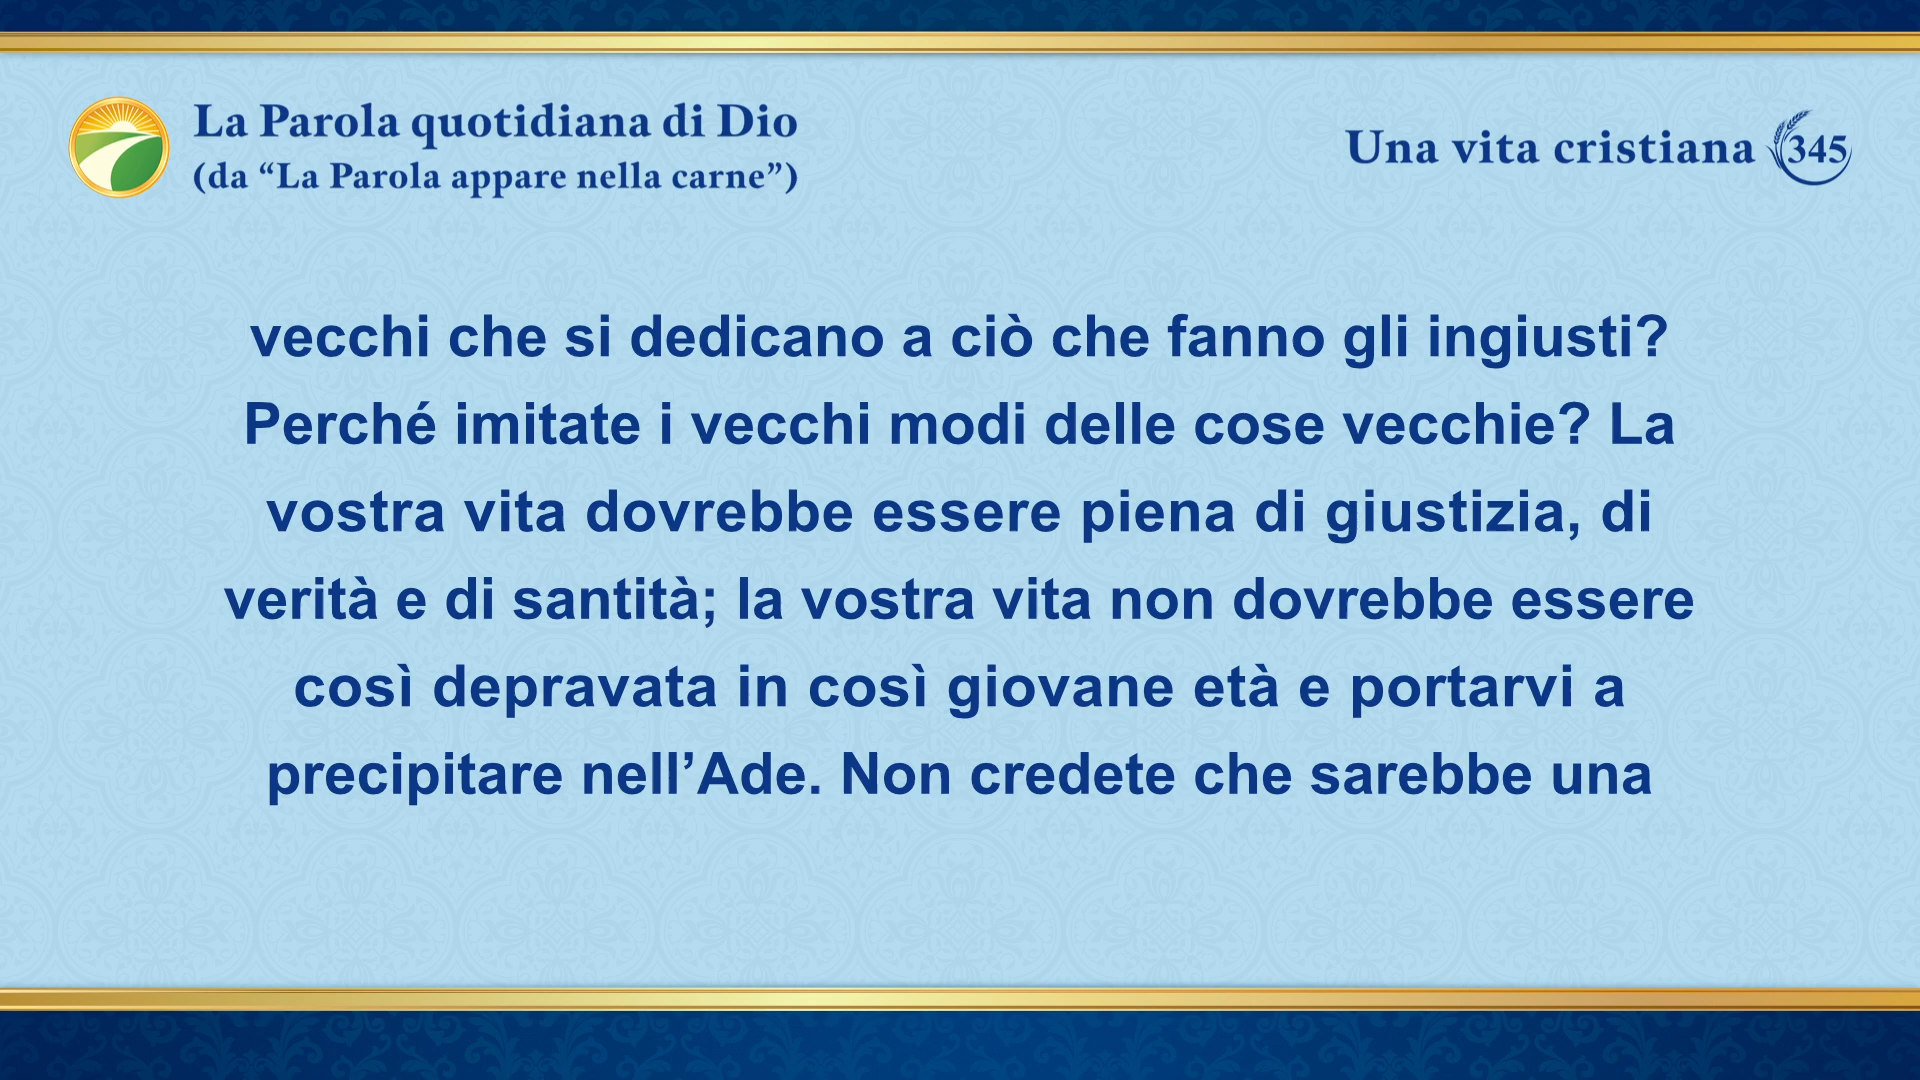 La Parola quotidiana di Dio
(da “La Parola appare nella carne”)
Una vita cristiana 345
vecchi che si dedicano a ciò che fanno gli ingiusti?
Perché imitate i vecchi modi delle cose vecchie? La
vostra vita dovrebbe essere piena di giustizia, di
verità e di santità; la vostra vita non dovrebbe essere
così depravata in così giovane età e portarvi a
precipitare nell’Ade. Non credete che sarebbe una